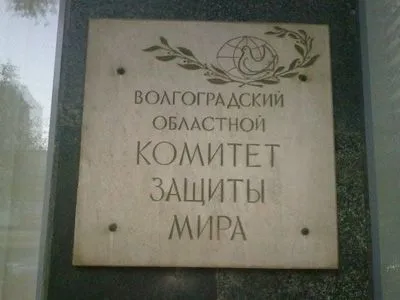 ВОЛГОГРАДСКИЙ
ОБЛАСТНОЙ
КОМИТЕТ
ЗАЩИТЫ
МИРА